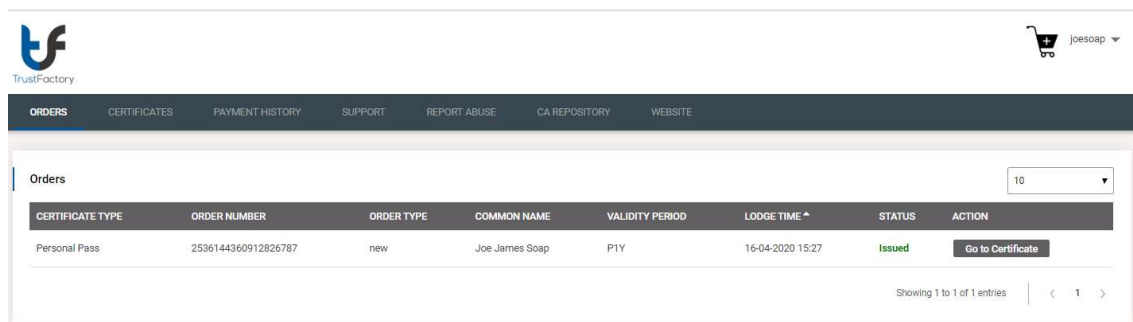 tf
TrustFactory
joesoap
ORDERS CERTIFICATES PAYMENT HISTORY SUPPORT REPORT ABUSE CA REPOSITORY WEBSITE
Orders
10
CERTIFICATE TYPE ORDER NUMBER ORDER TYPE COMMON NAME VALIDITY PERIOD LODGE TIME STATUS ACTION
Personal Pass 2536144360912826787 new Joe James Soap P1Y 16-04-2020 15:27 Issued Go to Certificate
Showing 1 to 1 of 1 entries < 1 >